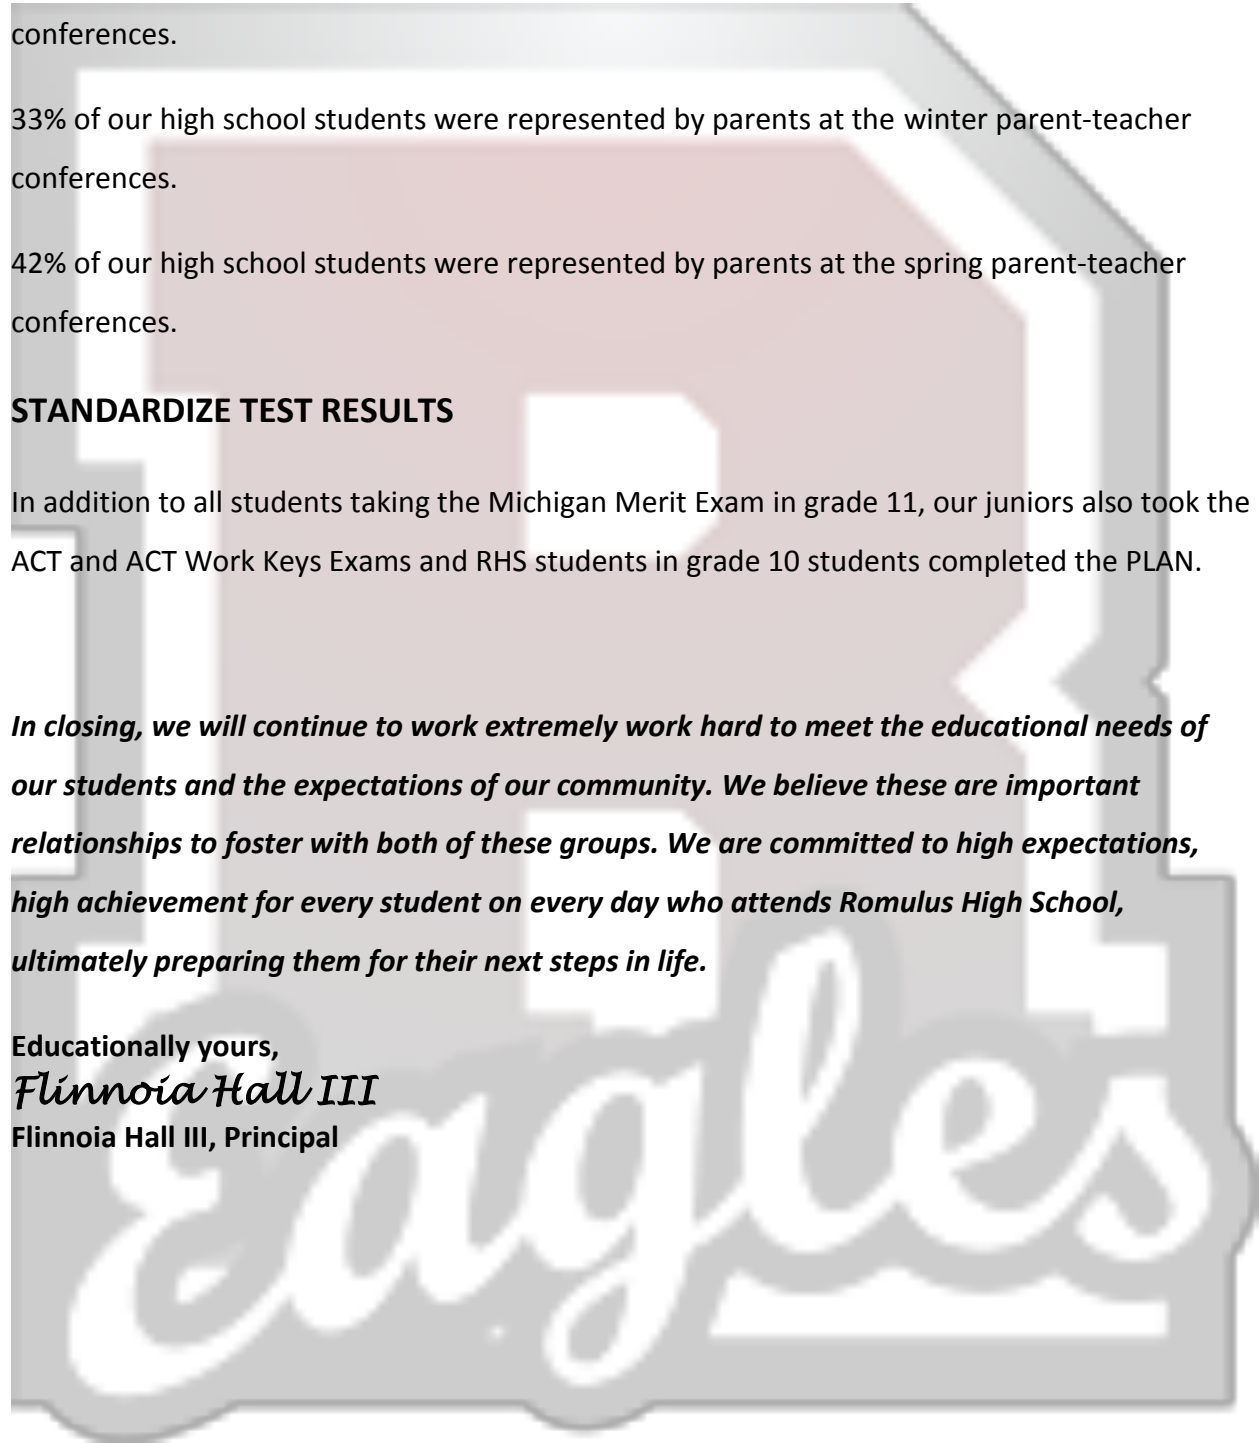 conferences.
33% of our high school students were represented by parents at the winter parent-teacher
conferences.
42% of our high school students were represented by parents at the spring parent-teacher
conferences.
STANDARDIZE TEST RESULTS
In addition to all students taking the Michigan Merit Exam in grade 11, our juniors also took the
ACT and ACT Work Keys Exams and RHS students in grade 10 students completed the PLAN.
In closing, we will continue to work extremely work hard to meet the educational needs of
our students and the expectations of our community. We believe these are important
relationships to foster with both of these groups. We are committed to high expectations,
high achievement for every student on every day who attends Romulus High School,
ultimately preparing them for their next steps in life.
Educationally yours,
Flinnoia Hall III
Flinnoia Hall III, Principal
R
Eagles